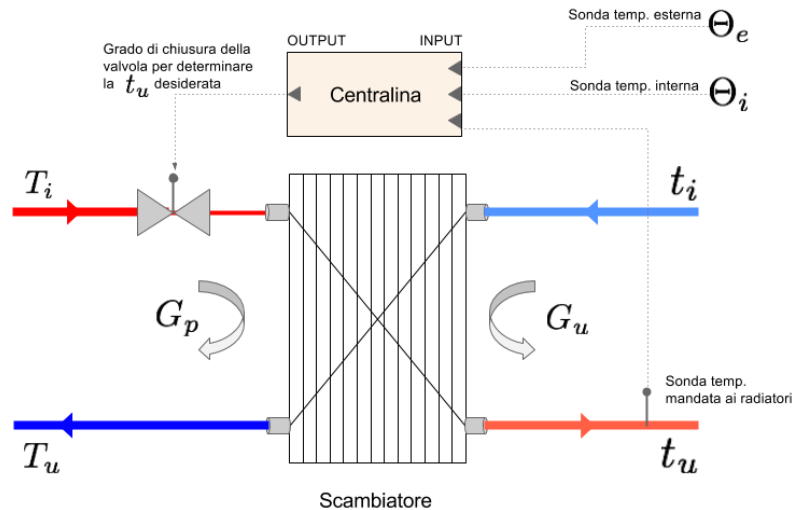 Sonda temp. esterna
Θe
OUTPUT
INPUT
Grado di chiusura della
valvola per determinare
la tu desiderata
Centralina
Sonda temp. interna
Θi
Ti
ti
Gp
Gu
Sonda temp.
mandata ai radiatori
Tu
tu
Scambiatore